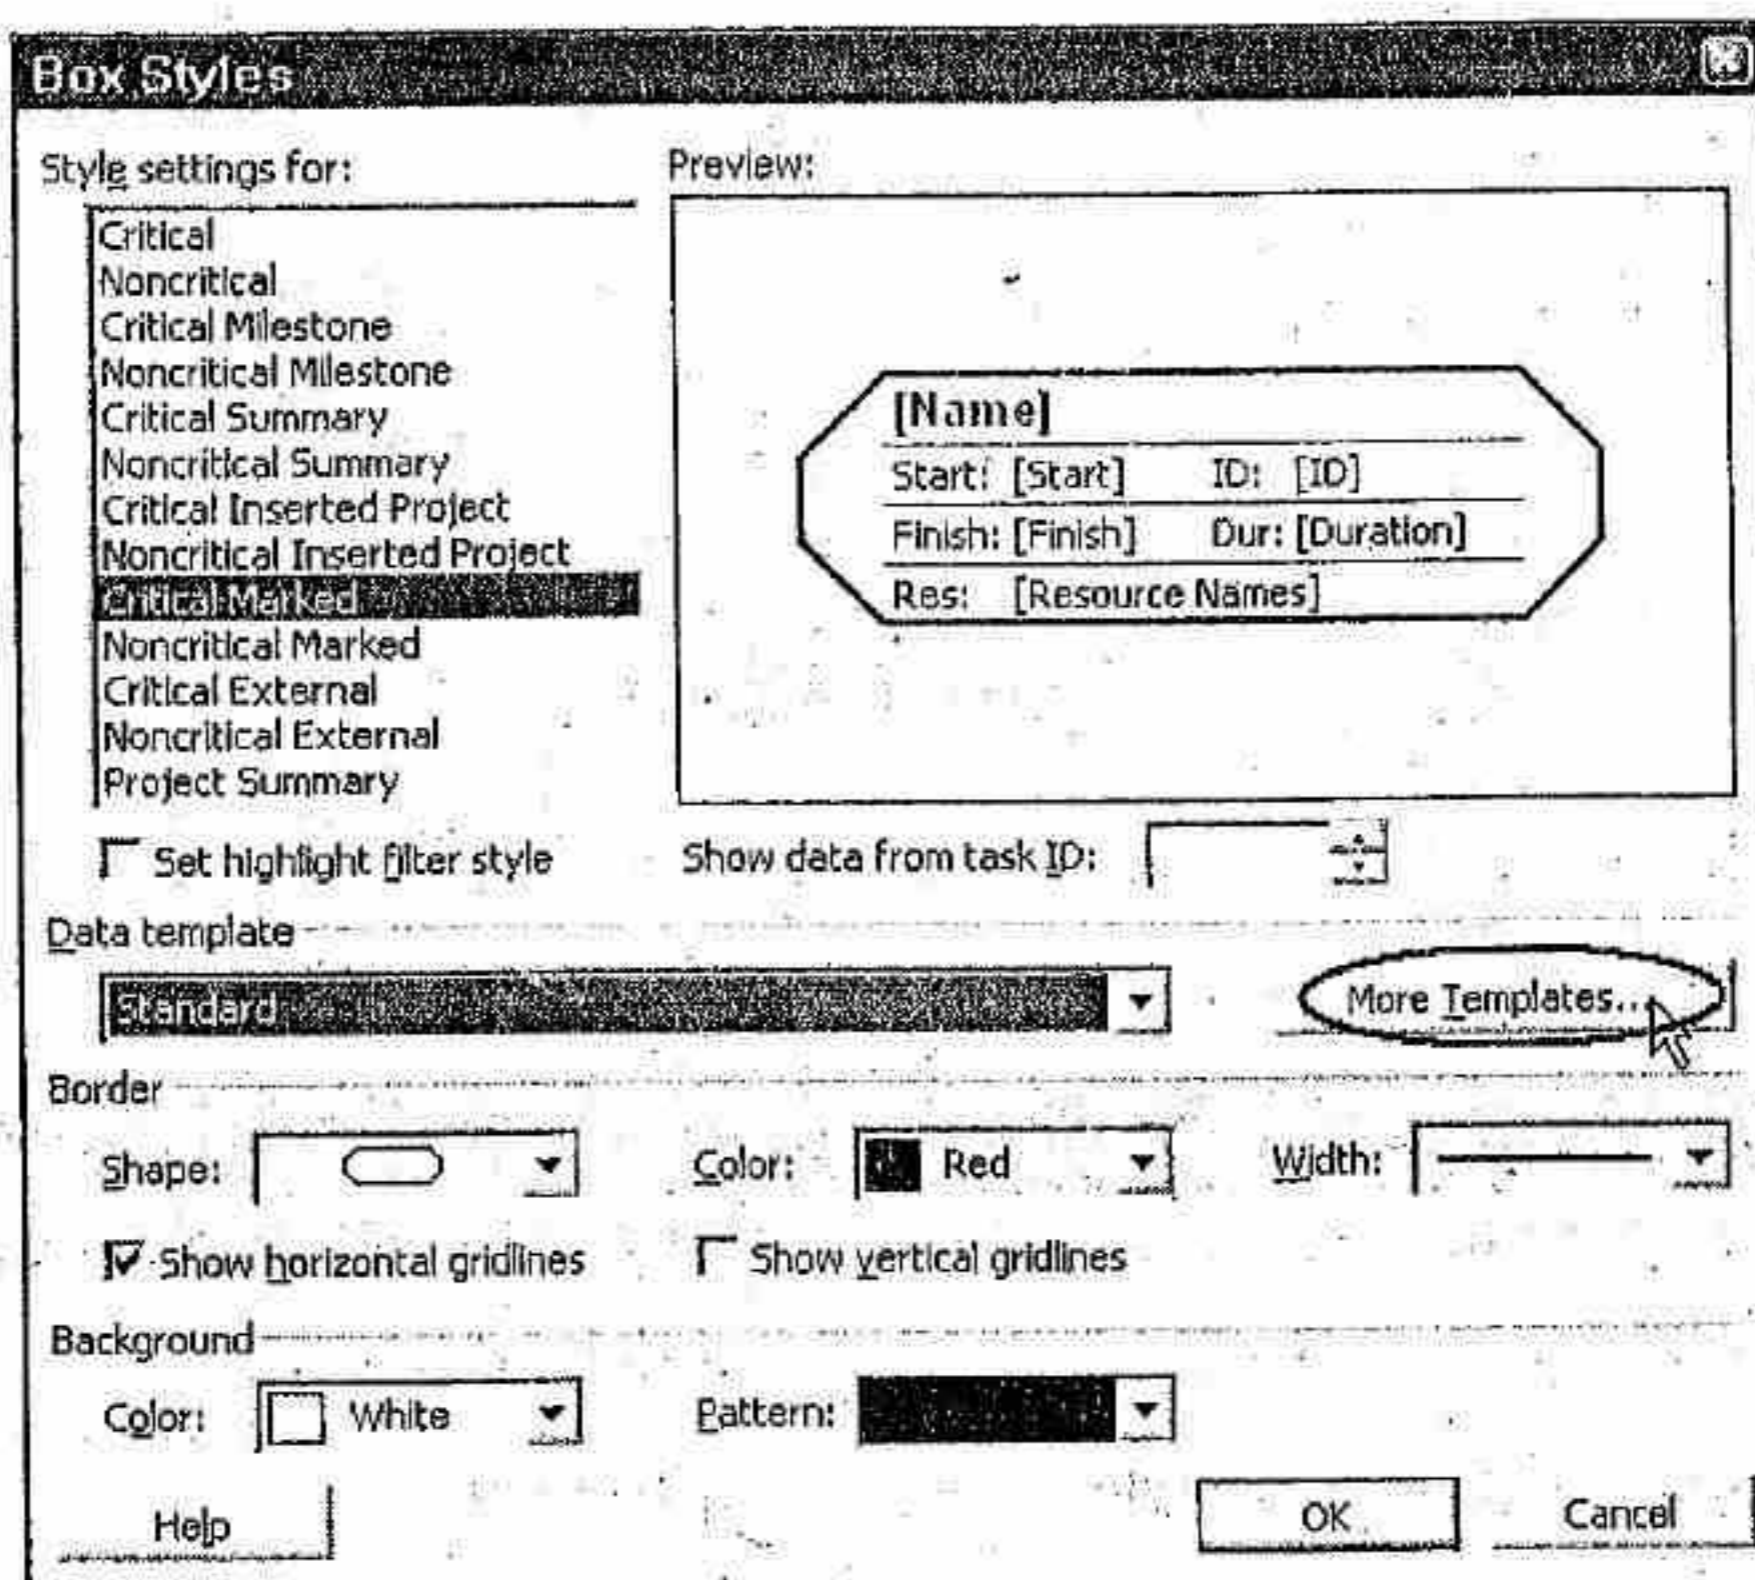 Box Styles
Style settings for:
Preview:
Critical
Noncritical
Critical Milestone
Noncritical Milestone
Critical Summary
Noncritical Summary
Critical Inserted Project
Noncritical Inserted Project
Critical Marked
Noncritical Marked
Critical External
Noncritical External
Project Summary
[Name]
Start: [Start] ID: [ID]
Finish: [Finish] Dur: [Duration]
Res: [Resource Names]
Set highlight filter style
Show data from task ID:
Data template
Standard
More Templates...
Border
Shape:
Color: Red
Width:
Show horizontal gridlines
Show vertical gridlines
Background
Color: White
Pattern:
Help
OK
Cancel